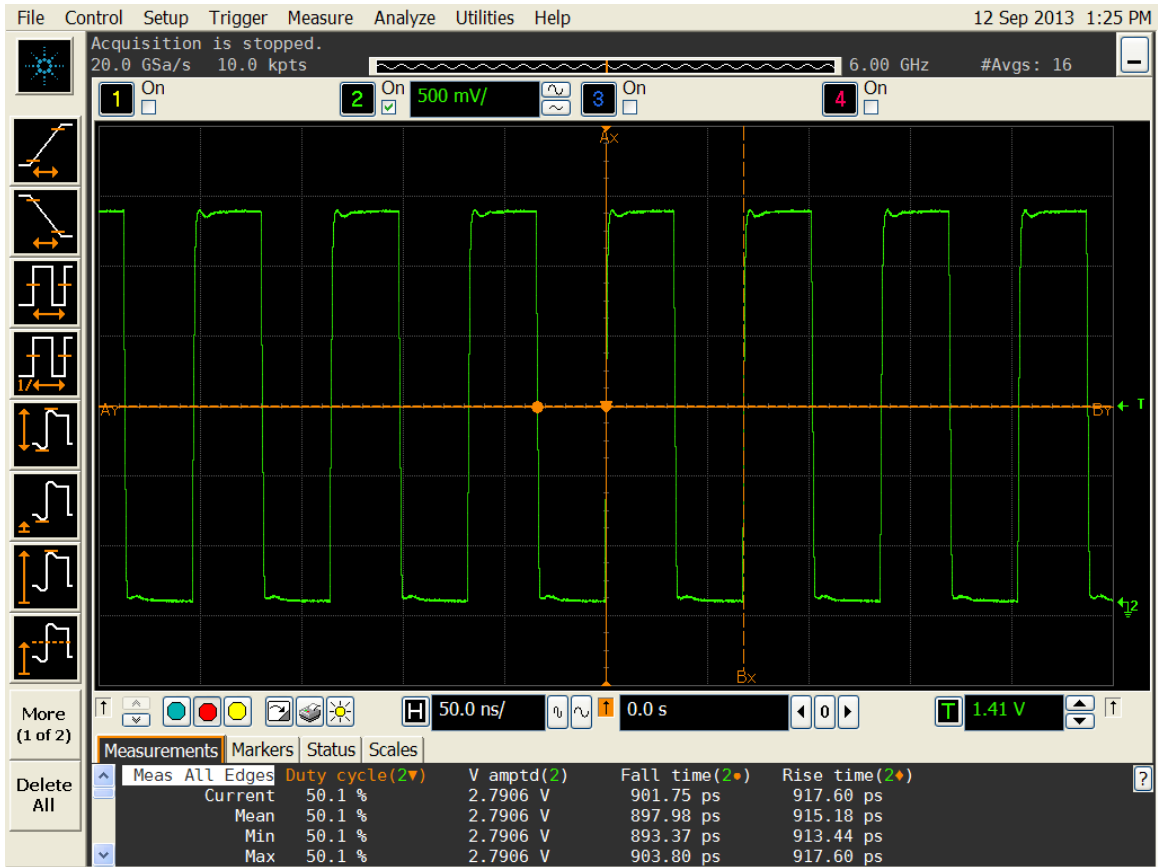 File Control Setup Trigger Measure Analyze Utilities Help 12 Sep 2013 1:25 PM
Acquisition is stopped.
20.0 GSa/s 10.0 kpts 6.00 GHz #Avgs: 16
1 On 2 On 500 mV/ 3 On 4 On
Ax
1/
AY BY T
2
Bx
More
(1 of 2)
Delete
All
H 50.0 ns/ 0.0 s 0 T 1.41 V
Measurements Markers Status Scales
Meas All Edges Duty cycle(2▼) V amptd(2) Fall time(2●) Rise time(2♦) ?
Current 50.1 % 2.7906 V 901.75 ps 917.60 ps
Mean 50.1 % 2.7906 V 897.98 ps 915.18 ps
Min 50.1 % 2.7906 V 893.37 ps 913.44 ps
Max 50.1 % 2.7906 V 903.80 ps 917.60 ps